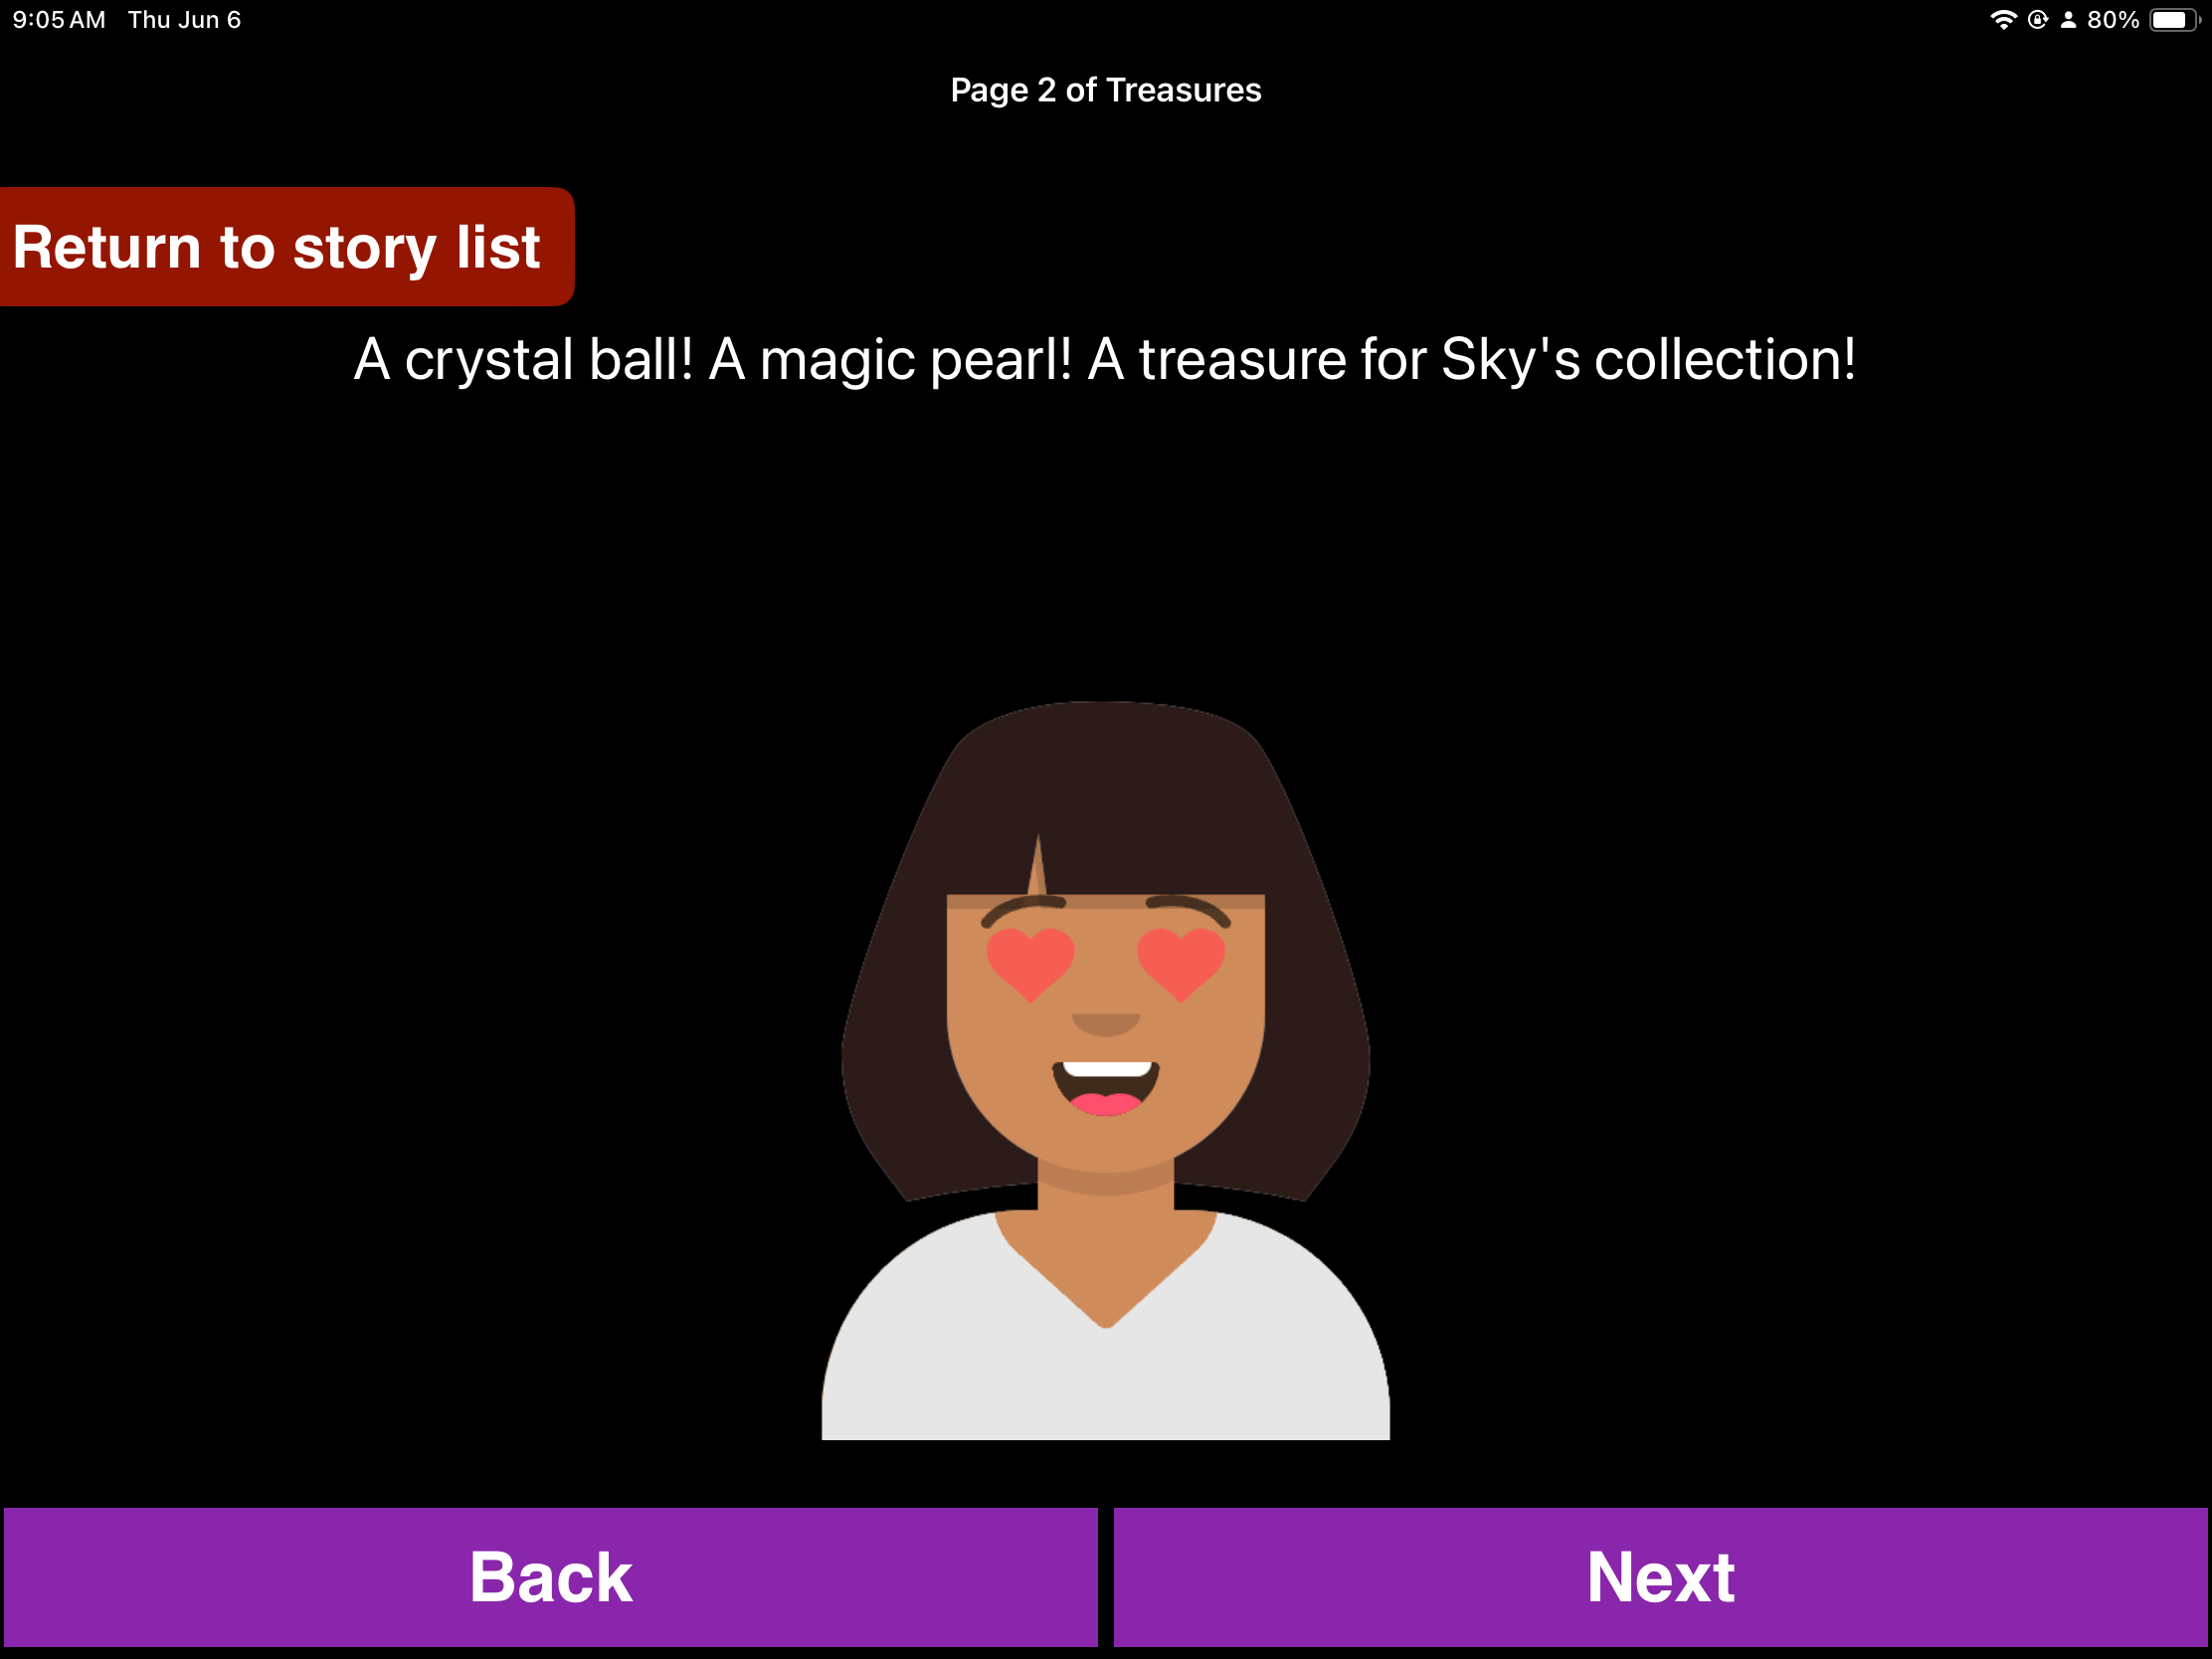 9:05 AM Thu Jun 6 80%
Page 2 of Treasures
Return to story list
A crystal ball! A magic pearl! A treasure for Sky's collection!
Back Next